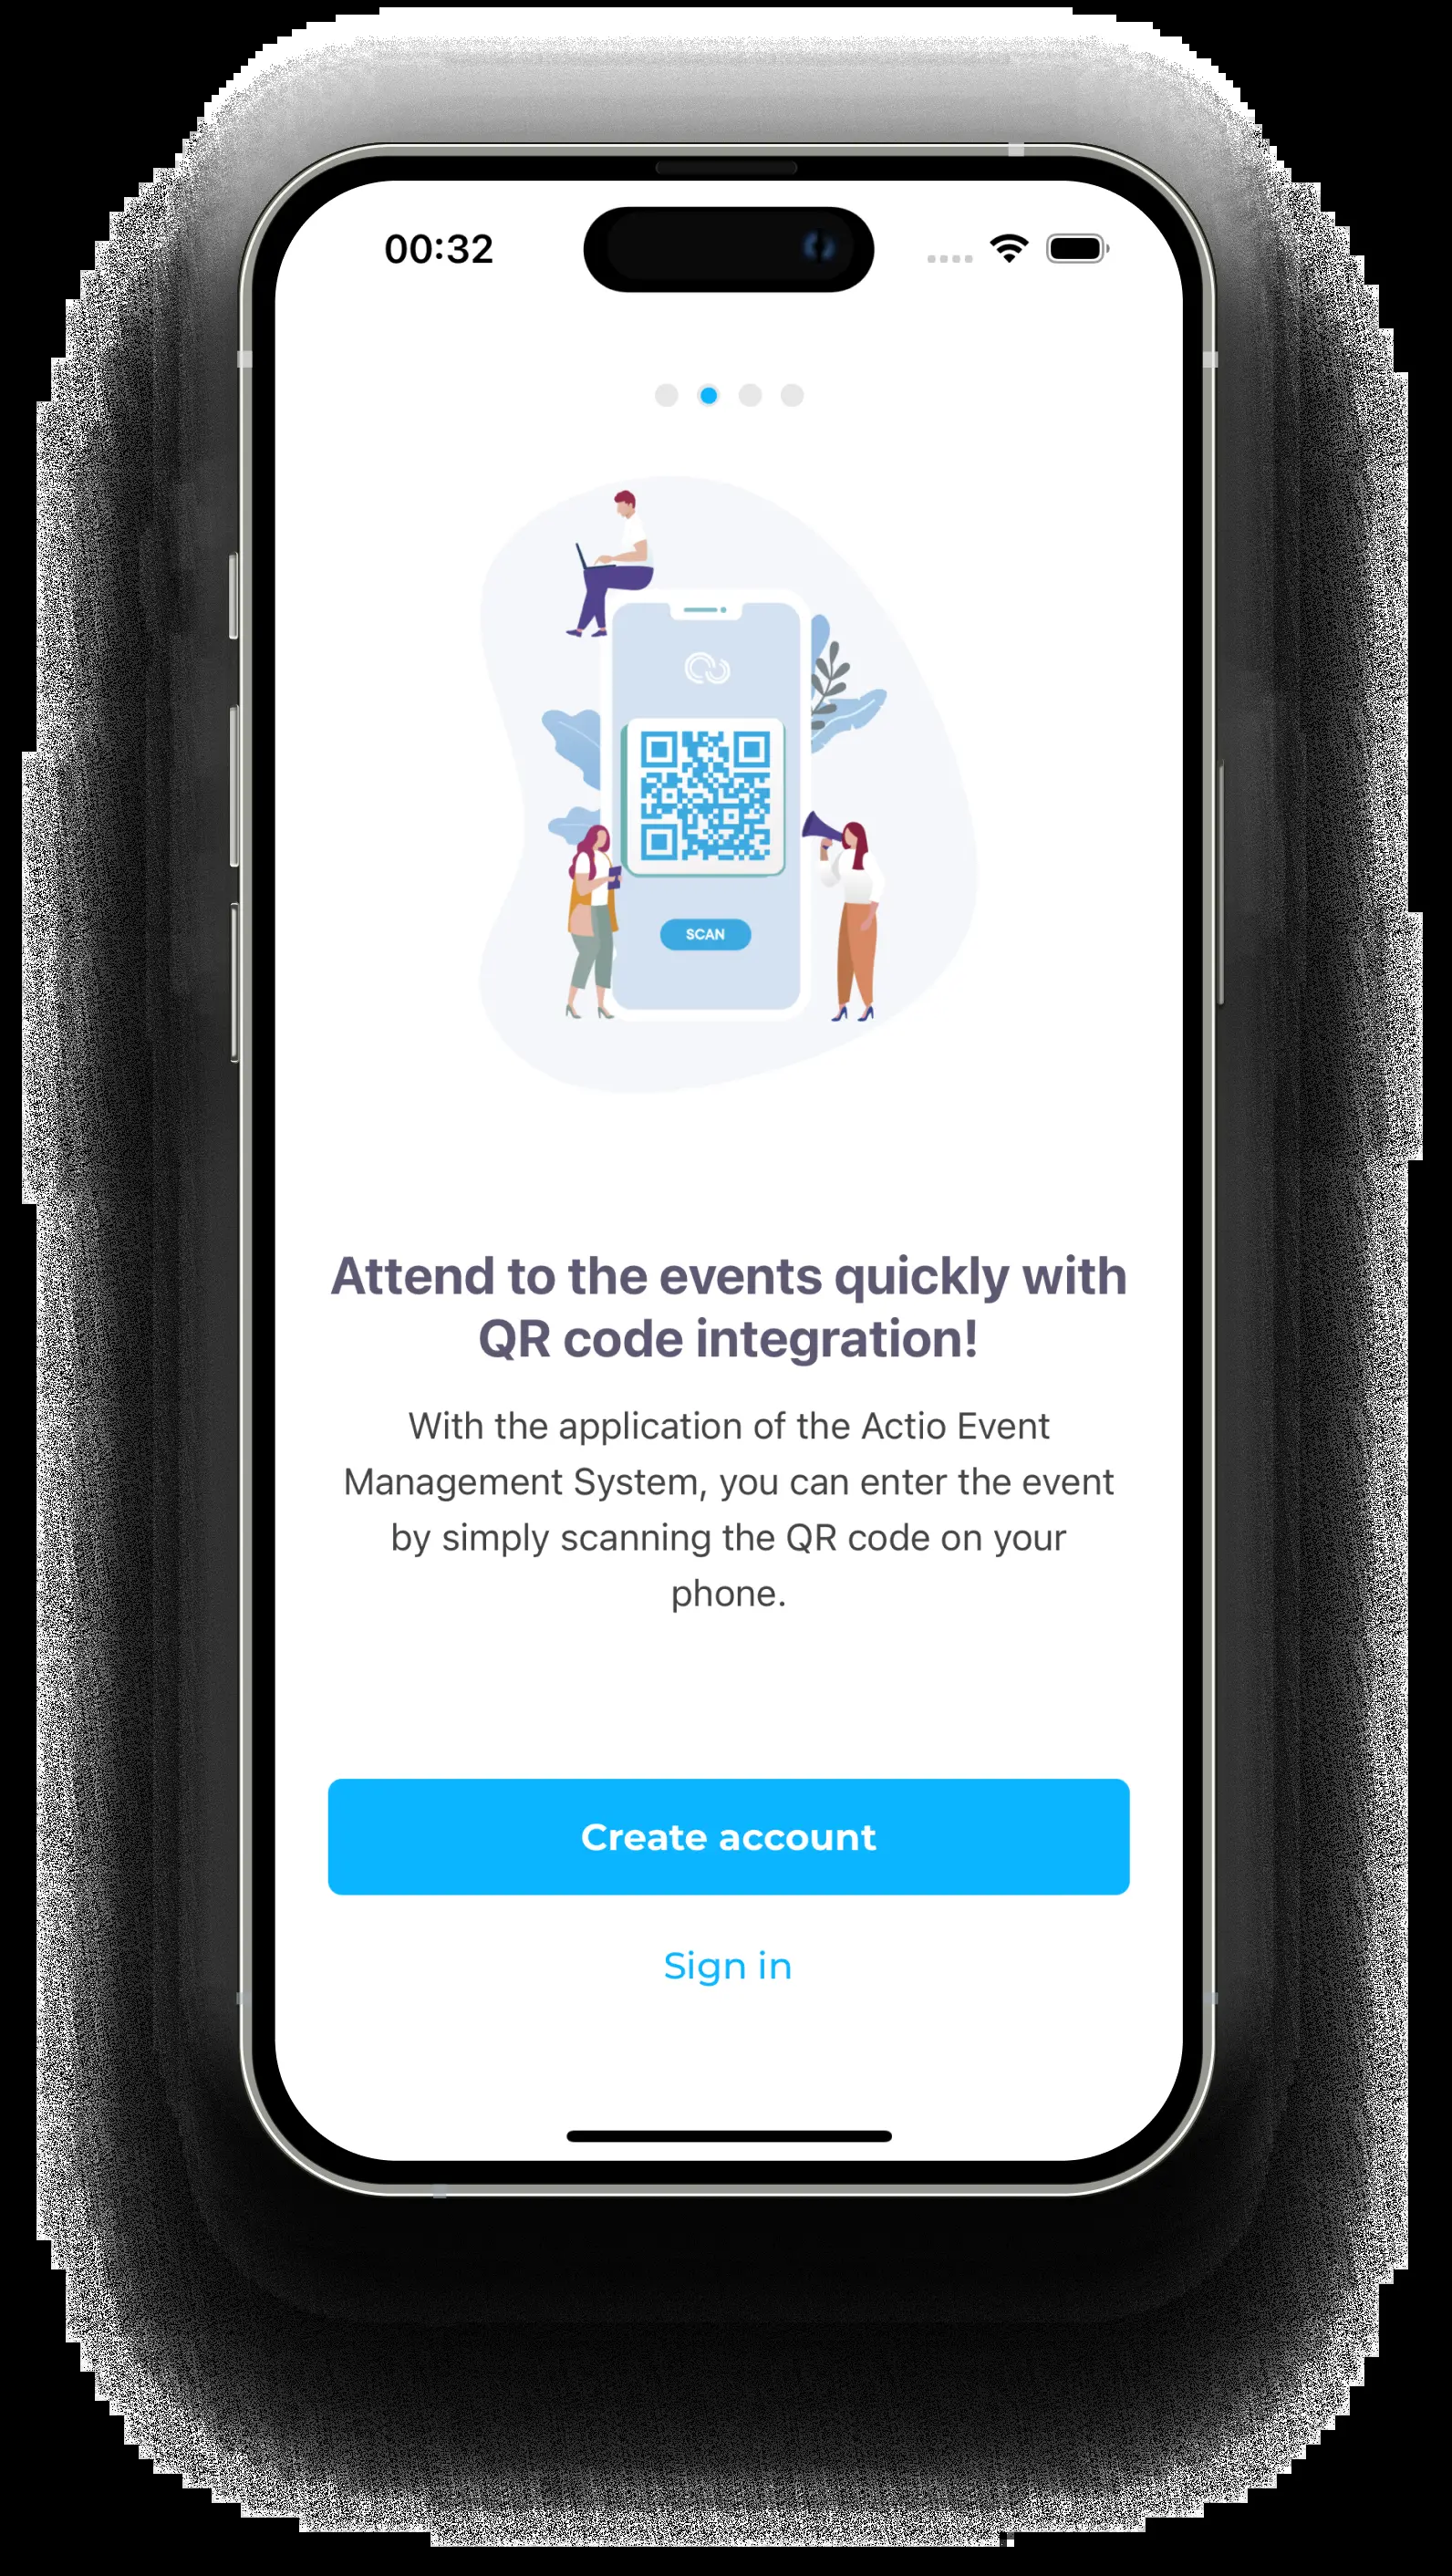 00:32
SCAN
Attend to the events quickly with
QR code integration!
With the application of the Actio Event
Management System, you can enter the event
by simply scanning the QR code on your
phone.
Create account
Sign in